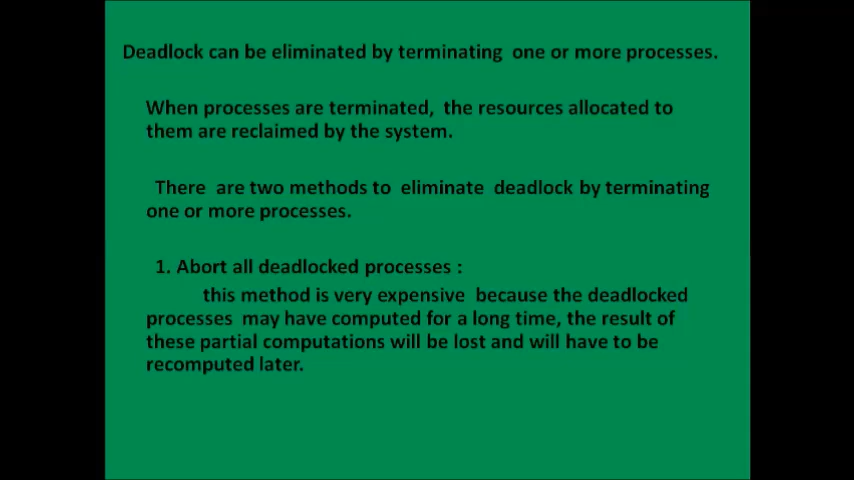 Deadlock can be eliminated by terminating one or more processes.
When processes are terminated, the resources allocated to
them are reclaimed by the system.
There are two methods to eliminate deadlock by terminating
one or more processes.
1. Abort all deadlocked processes :
this method is very expensive because the deadlocked
processes may have computed for a long time, the result of
these partial computations will be lost and will have to be
recomputed later.